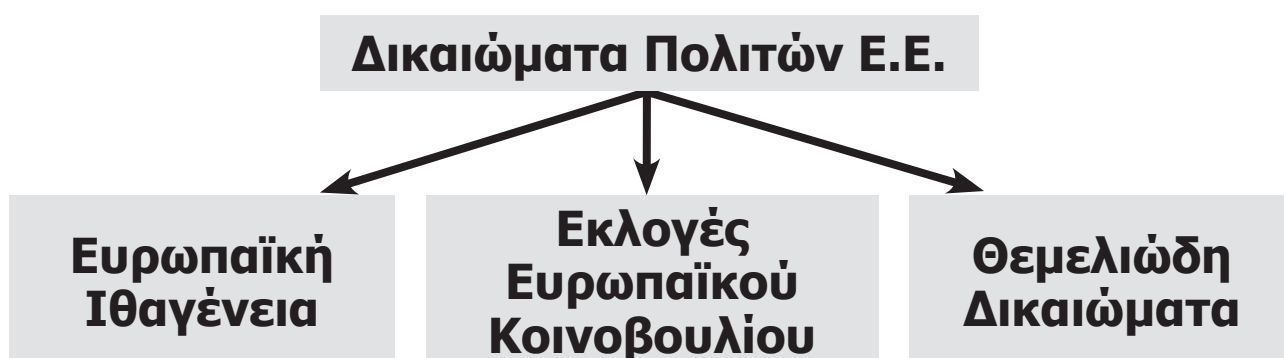 Δικαιώματα Πολιτών Ε.Ε.
Ευρωπαϊκή
Ιθαγένεια
Εκλογές
Ευρωπαϊκού
Κοινοβουλίου
Θεμελιώδη
Δικαιώματα